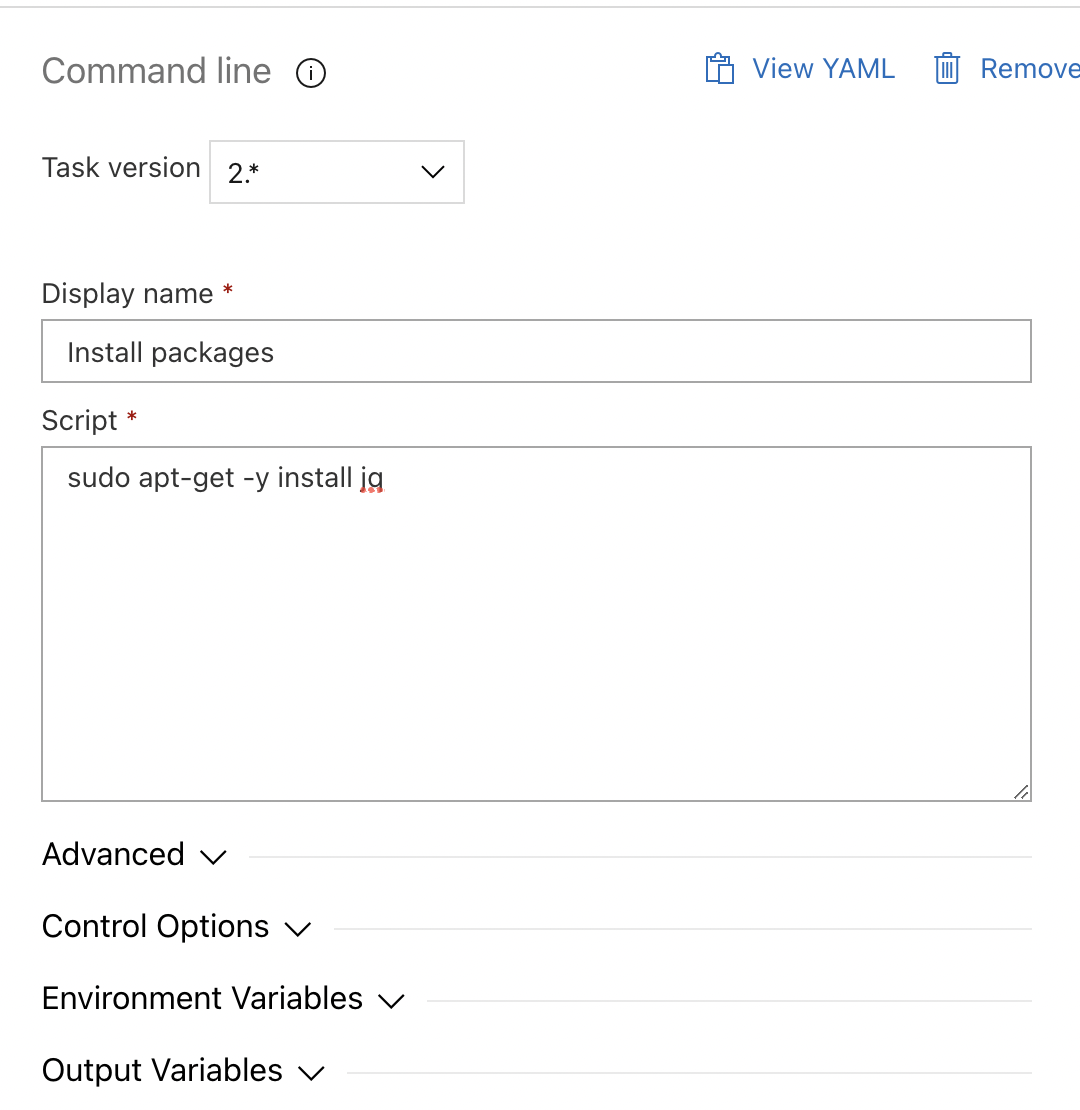 Command line
View YAML
Remove
Task version
2.*
Display name *
Install packages
Script *
sudo apt-get -y install jq
Advanced
Control Options
Environment Variables
Output Variables